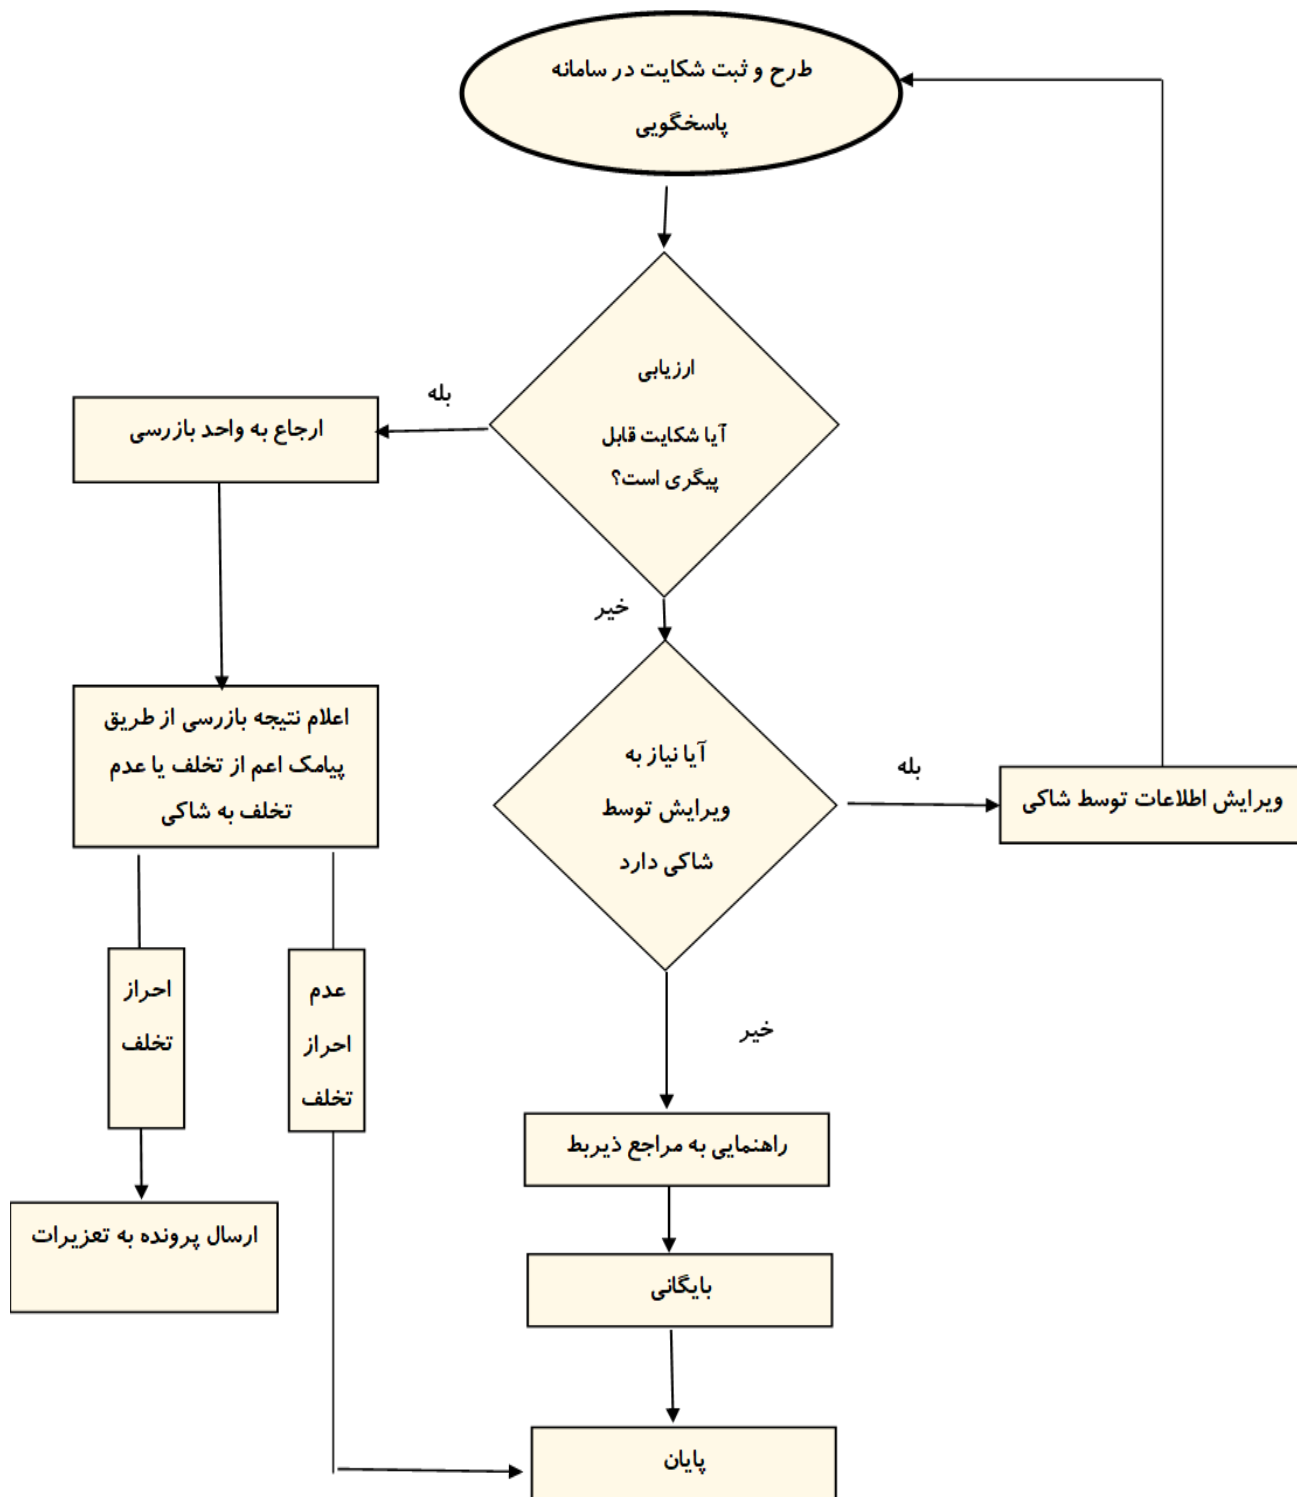 طرح و ثبت شکایت در سامانه
پاسخگویی
ارزیابی
آیا شکایت قابل
پیگری است؟
بله
ارجاع به واحد بازرسی
خیر
آیا نیاز به
ویرایش توسط
شاکی دارد
بله
ویرایش اطلاعات توسط شاکی
اعلام نتیجه بازرسی از طریق
پیامک اعم از تخلف یا عدم
تخلف به شاکی
عدم
احراز
تخلف
احراز
تخلف
خیر
راهنمایی به مراجع ذیربط
ارسال پرونده به تعزیرات
بایگانی
پایان